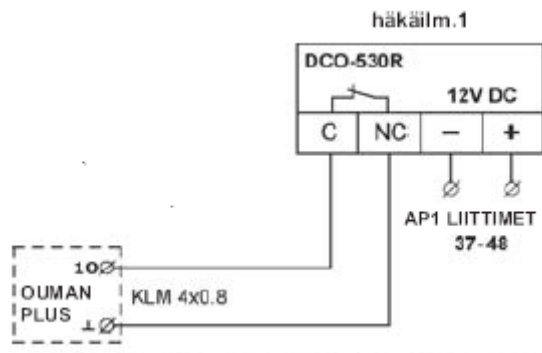 häkäilm.1
DCO-530R
12V DC
C NC − +
AP1 LIITTIMET
37-48
10
OUMAN
PLUS
KLM 4x0.8
⊥